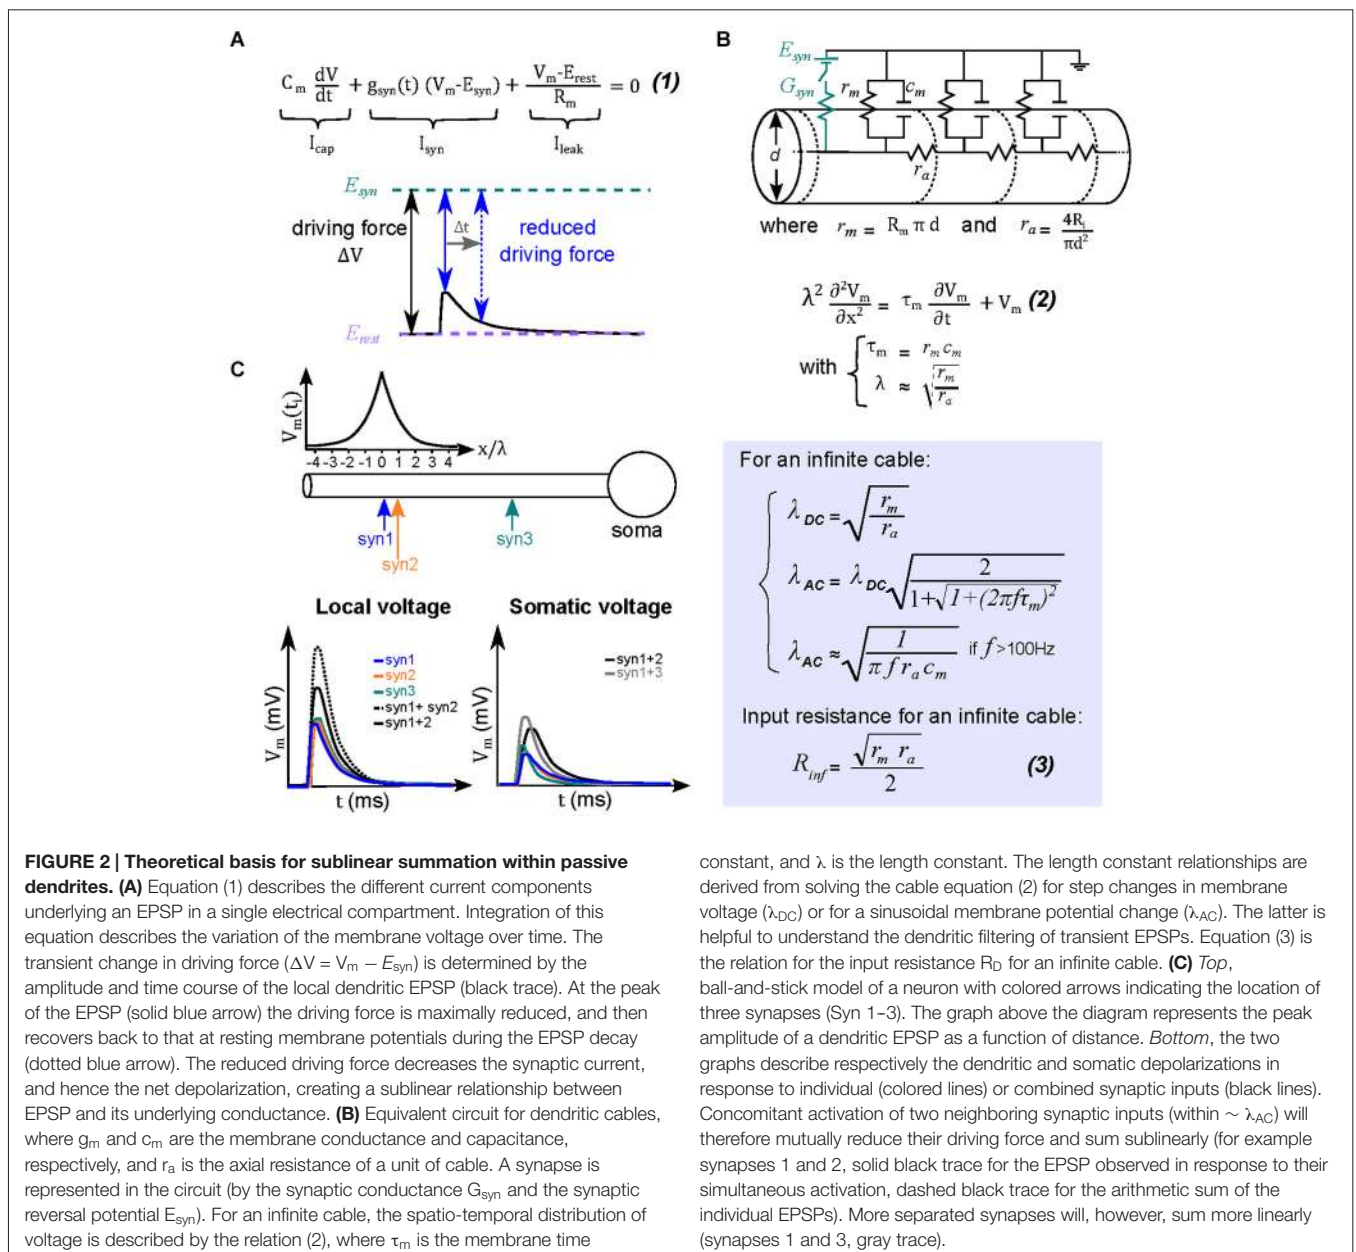 A
C_m dV/dt + g_syn(t) (V_m-E_syn) + (V_m-E_rest)/R_m = 0 (1)
I_cap I_syn I_leak
E_syn
driving force
ΔV
Δt
reduced
driving force
E_rest
B
E_syn
G_syn
r_m
c_m
d
r_a
where r_m = R_m π d and r_a = 4R_i/πd²
λ² ∂²V_m/∂x² = τ_m ∂V_m/∂t + V_m (2)
with
τ_m = r_m c_m
λ ≈ √(r_m/r_a)
For an infinite cable:
λ_DC = √(r_m/r_a)
λ_AC = λ_DC √(2/(1+√(1+(2πfτ_m)²)))
λ_AC ≈ √(1/(π f r_a c_m)) if f>100Hz
Input resistance for an infinite cable:
R_inf = √(r_m r_a)/2 (3)
C
V_m(t_i)
-4 -3 -2 -1 0 1 2 3 4
x/λ
soma
syn1
syn2
syn3
Local voltage
V_m (mV)
t (ms)
syn1
syn2
syn3
syn1+ syn2
syn1+2
Somatic voltage
V_m (mV)
t (ms)
syn1+2
syn1+3
FIGURE 2 | Theoretical basis for sublinear summation within passive
dendrites. (A) Equation (1) describes the different current components
underlying an EPSP in a single electrical compartment. Integration of this
equation describes the variation of the membrane voltage over time. The
transient change in driving force (ΔV = V_m − E_syn) is determined by the
amplitude and time course of the local dendritic EPSP (black trace). At the peak
of the EPSP (solid blue arrow) the driving force is maximally reduced, and then
recovers back to that at resting membrane potentials during the EPSP decay
(dotted blue arrow). The reduced driving force decreases the synaptic current,
and hence the net depolarization, creating a sublinear relationship between
EPSP and its underlying conductance. (B) Equivalent circuit for dendritic cables,
where g_m and c_m are the membrane conductance and capacitance,
respectively, and r_a is the axial resistance of a unit of cable. A synapse is
represented in the circuit (by the synaptic conductance G_syn and the synaptic
reversal potential E_syn). For an infinite cable, the spatio-temporal distribution of
voltage is described by the relation (2), where τ_m is the membrane time
constant, and λ is the length constant. The length constant relationships are
derived from solving the cable equation (2) for step changes in membrane
voltage (λ_DC) or for a sinusoidal membrane potential change (λ_AC). The latter is
helpful to understand the dendritic filtering of transient EPSPs. Equation (3) is
the relation for the input resistance R_D for an infinite cable. (C) Top,
ball-and-stick model of a neuron with colored arrows indicating the location of
three synapses (Syn 1–3). The graph above the diagram represents the peak
amplitude of a dendritic EPSP as a function of distance. Bottom, the two
graphs describe respectively the dendritic and somatic depolarizations in
response to individual (colored lines) or combined synaptic inputs (black lines).
Concomitant activation of two neighboring synaptic inputs (within ∼ λ_AC) will
therefore mutually reduce their driving force and sum sublinearly (for example
synapses 1 and 2, solid black trace for the EPSP observed in response to their
simultaneous activation, dashed black trace for the arithmetic sum of the
individual EPSPs). More separated synapses will, however, sum more linearly
(synapses 1 and 3, gray trace).